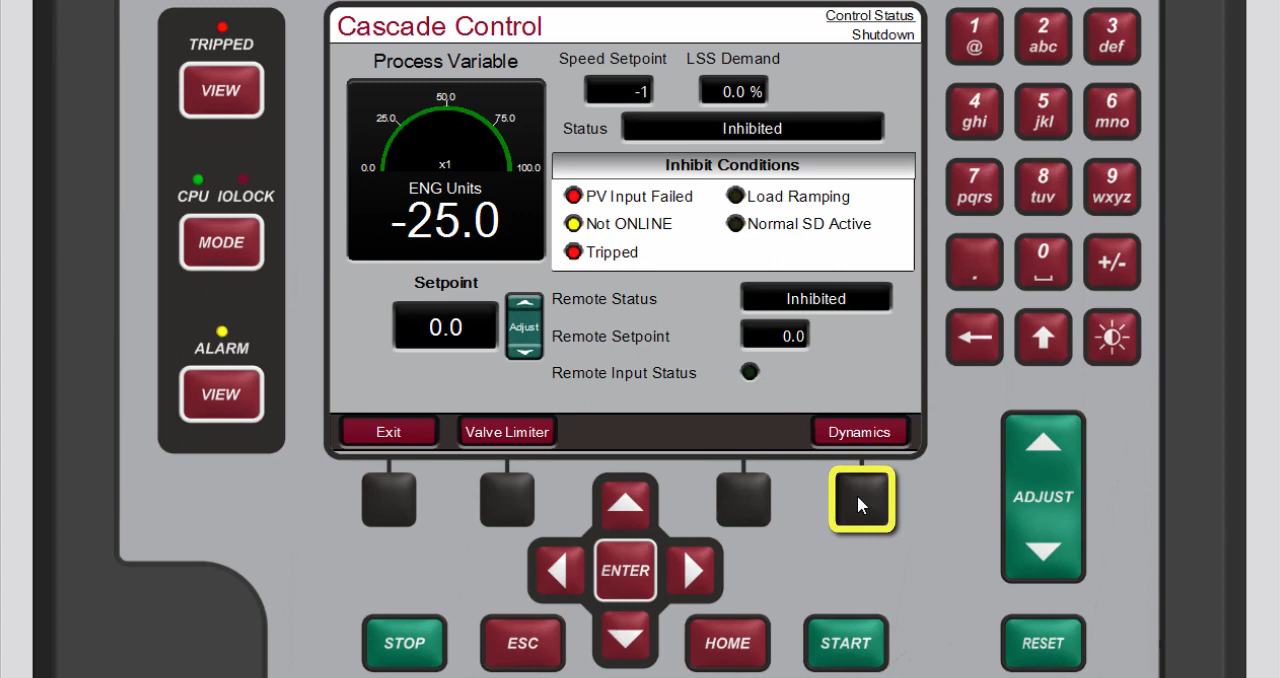 TRIPPED
VIEW
CPU IOLOCK
MODE
ALARM
VIEW
Cascade Control
Control Status
Shutdown
Process Variable
Speed Setpoint LSS Demand
-1 0.0 %
Status Inhibited
50.0
25.0 75.0
0.0 x1 100.0
ENG Units
-25.0
Inhibit Conditions
PV Input Failed Load Ramping
Not ONLINE Normal SD Active
Tripped
Setpoint
0.0 Adjust
Remote Status Inhibited
Remote Setpoint 0.0
Remote Input Status
Exit Valve Limiter Dynamics
ENTER
STOP ESC HOME START RESET
1 2 3
@ abc def
4 5 6
ghi jkl mno
7 8 9
pqrs tuv wxyz
. 0 +/-
ADJUST